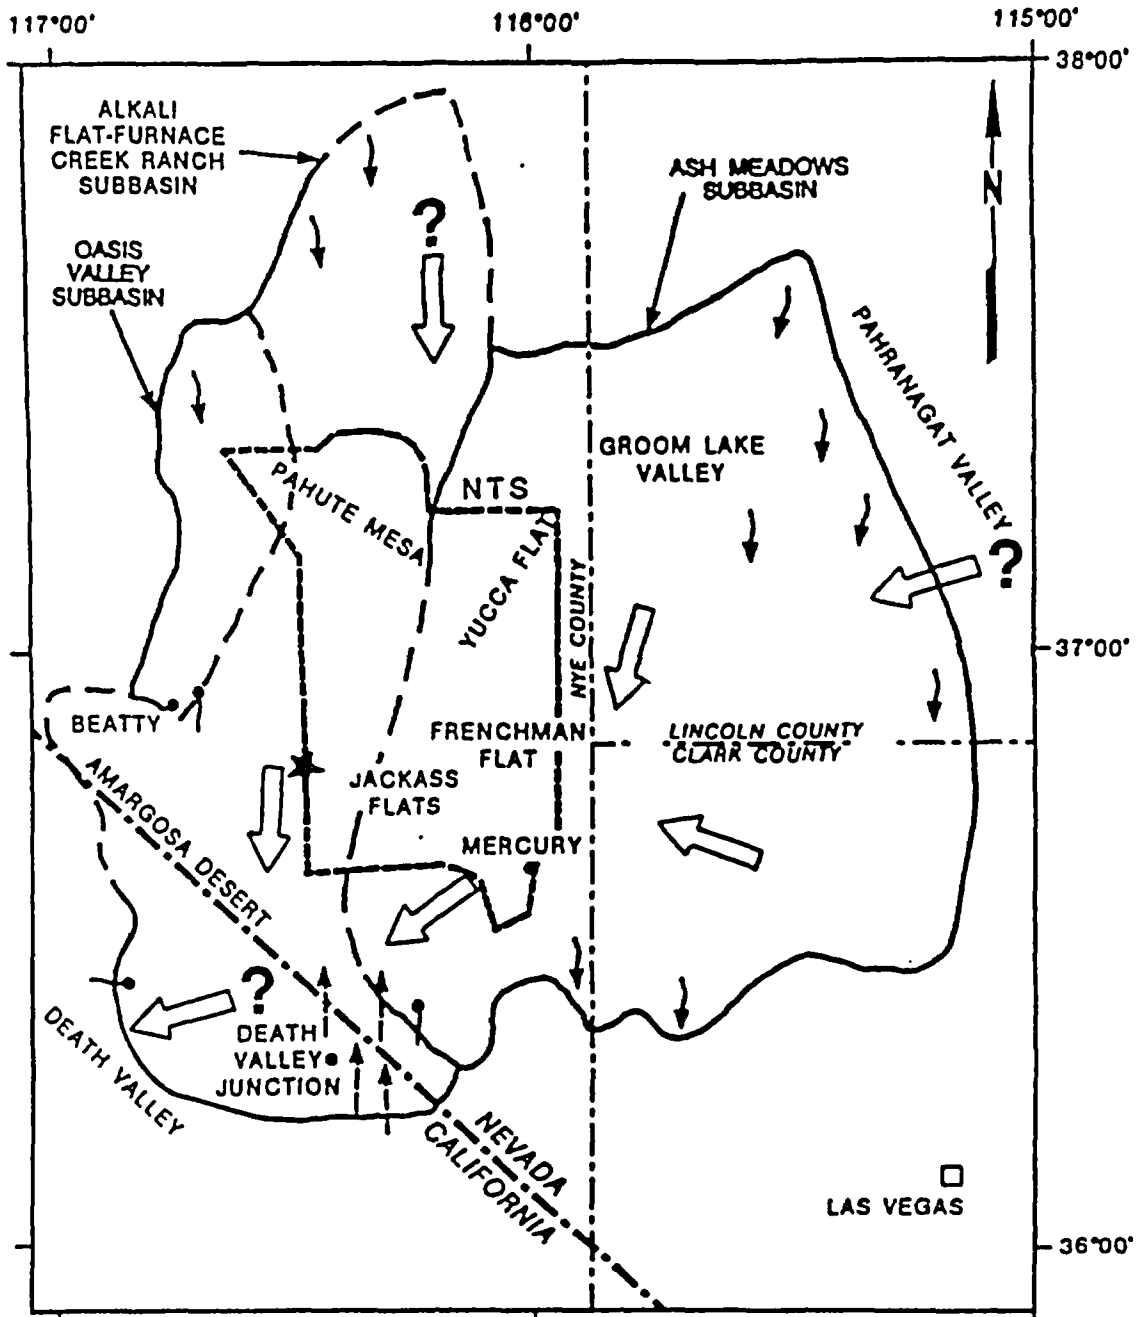 117°00'
116°00'
115°00'
38°00'
ALKALI
FLAT-FURNACE
CREEK RANCH
SUBBASIN
ASH MEADOWS
SUBBASIN
N
?
OASIS
VALLEY
SUBBASIN
PAHRANAGAT VALLEY
GROOM LAKE
VALLEY
PAHUTE MESA
NTS
YUCCA FLAT
?
NYE COUNTY
37°00'
BEATTY
FRENCHMAN
FLAT
LINCOLN COUNTY
CLARK COUNTY
JACKASS
FLATS
AMARGOSA DESERT
MERCURY
?
DEATH VALLEY
DEATH
VALLEY
JUNCTION
NEVADA
CALIFORNIA
LAS VEGAS
36°00'